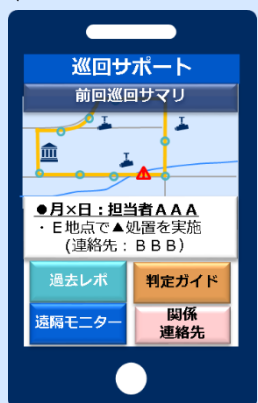 巡回サポート
前回巡回サマリ
●月×日：担当者ＡＡＡ
・Ｅ地点で▲処置を実施
(連絡先：ＢＢＢ)
過去レポ
判定ガイド
遠隔モニター
関係
連絡先